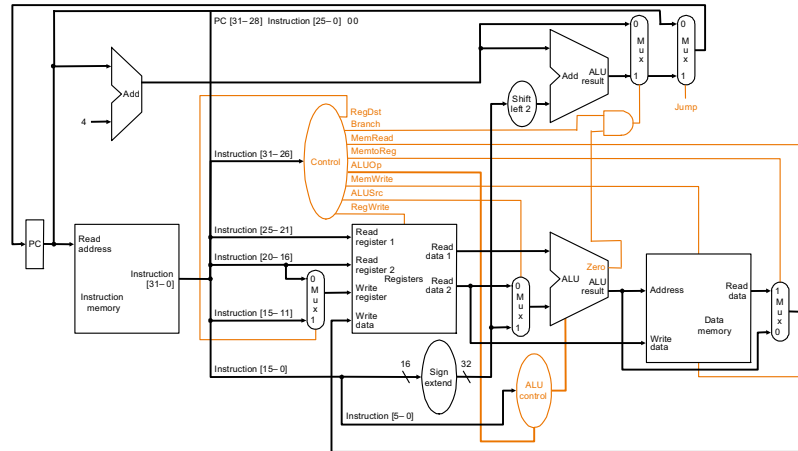 PC [31–28] Instruction [25–0] 00
0
M
u
x
1
0
M
u
x
1
Add
ALU
result
Add
4
Shift
left 2
Jump
RegDst
Branch
MemRead
MemtoReg
ALUOp
MemWrite
ALUSrc
RegWrite
Control
Instruction [31–26]
Instruction [25–21]
Instruction [20–16]
Instruction [15–11]
Instruction [15–0]
Instruction [5–0]
PC
Read
address
Instruction
[31–0]
Instruction
memory
0
M
u
x
1
Read
register 1
Read
register 2
Write
register
Write
data
Registers
Read
data 1
Read
data 2
0
M
u
x
1
Zero
ALU
ALU
result
Address
Write
data
Read
data
Data
memory
1
M
u
x
0
16
Sign
extend
32
ALU
control